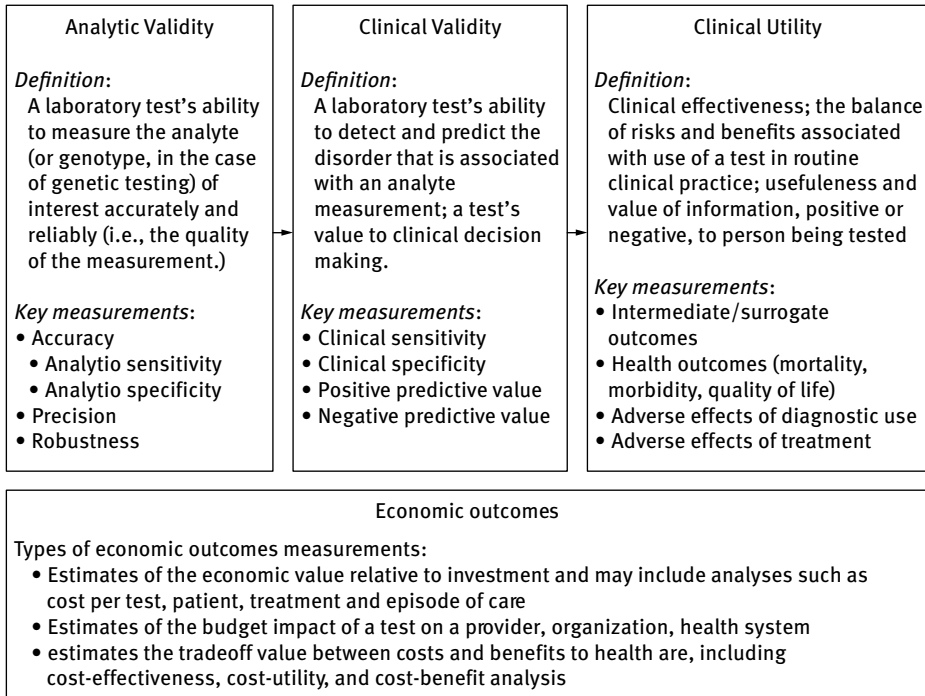 Analytic Validity
Definition:
A laboratory test's ability
to measure the analyte
(or genotype, in the case
of genetic testing) of
interest accurately and
reliably (i.e., the quality
of the measurement.)
Key measurements:
• Accuracy
• Analytio sensitivity
• Analytio specificity
• Precision
• Robustness
Clinical Validity
Definition:
A laboratory test's ability
to detect and predict the
disorder that is associated
with an analyte
measurement; a test's
value to clinical decision
making.
Key measurements:
• Clinical sensitivity
• Clinical specificity
• Positive predictive value
• Negative predictive value
Clinical Utility
Definition:
Clinical effectiveness; the balance
of risks and benefits associated
with use of a test in routine
clinical practice; usefuleness and
value of information, positive or
negative, to person being tested
Key measurements:
• Intermediate/surrogate
outcomes
• Health outcomes (mortality,
morbidity, quality of life)
• Adverse effects of diagnostic use
• Adverse effects of treatment
Economic outcomes
Types of economic outcomes measurements:
• Estimates of the economic value relative to investment and may include analyses such as
cost per test, patient, treatment and episode of care
• Estimates of the budget impact of a test on a provider, organization, health system
• estimates the tradeoff value between costs and benefits to health are, including
cost-effectiveness, cost-utility, and cost-benefit analysis